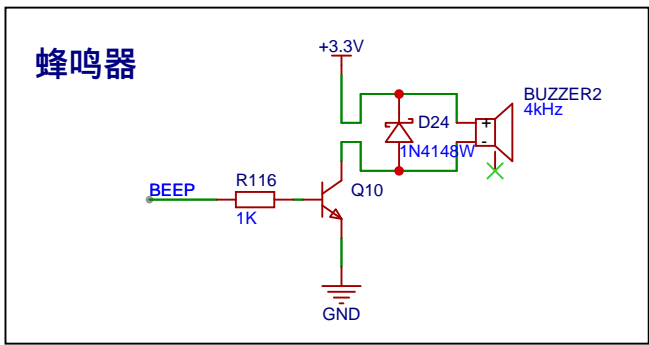 蜂鸣器
+3.3V
BUZZER2
4kHz
D24
1N4148W
+
-
BEEP
R116
1K
Q10
GND